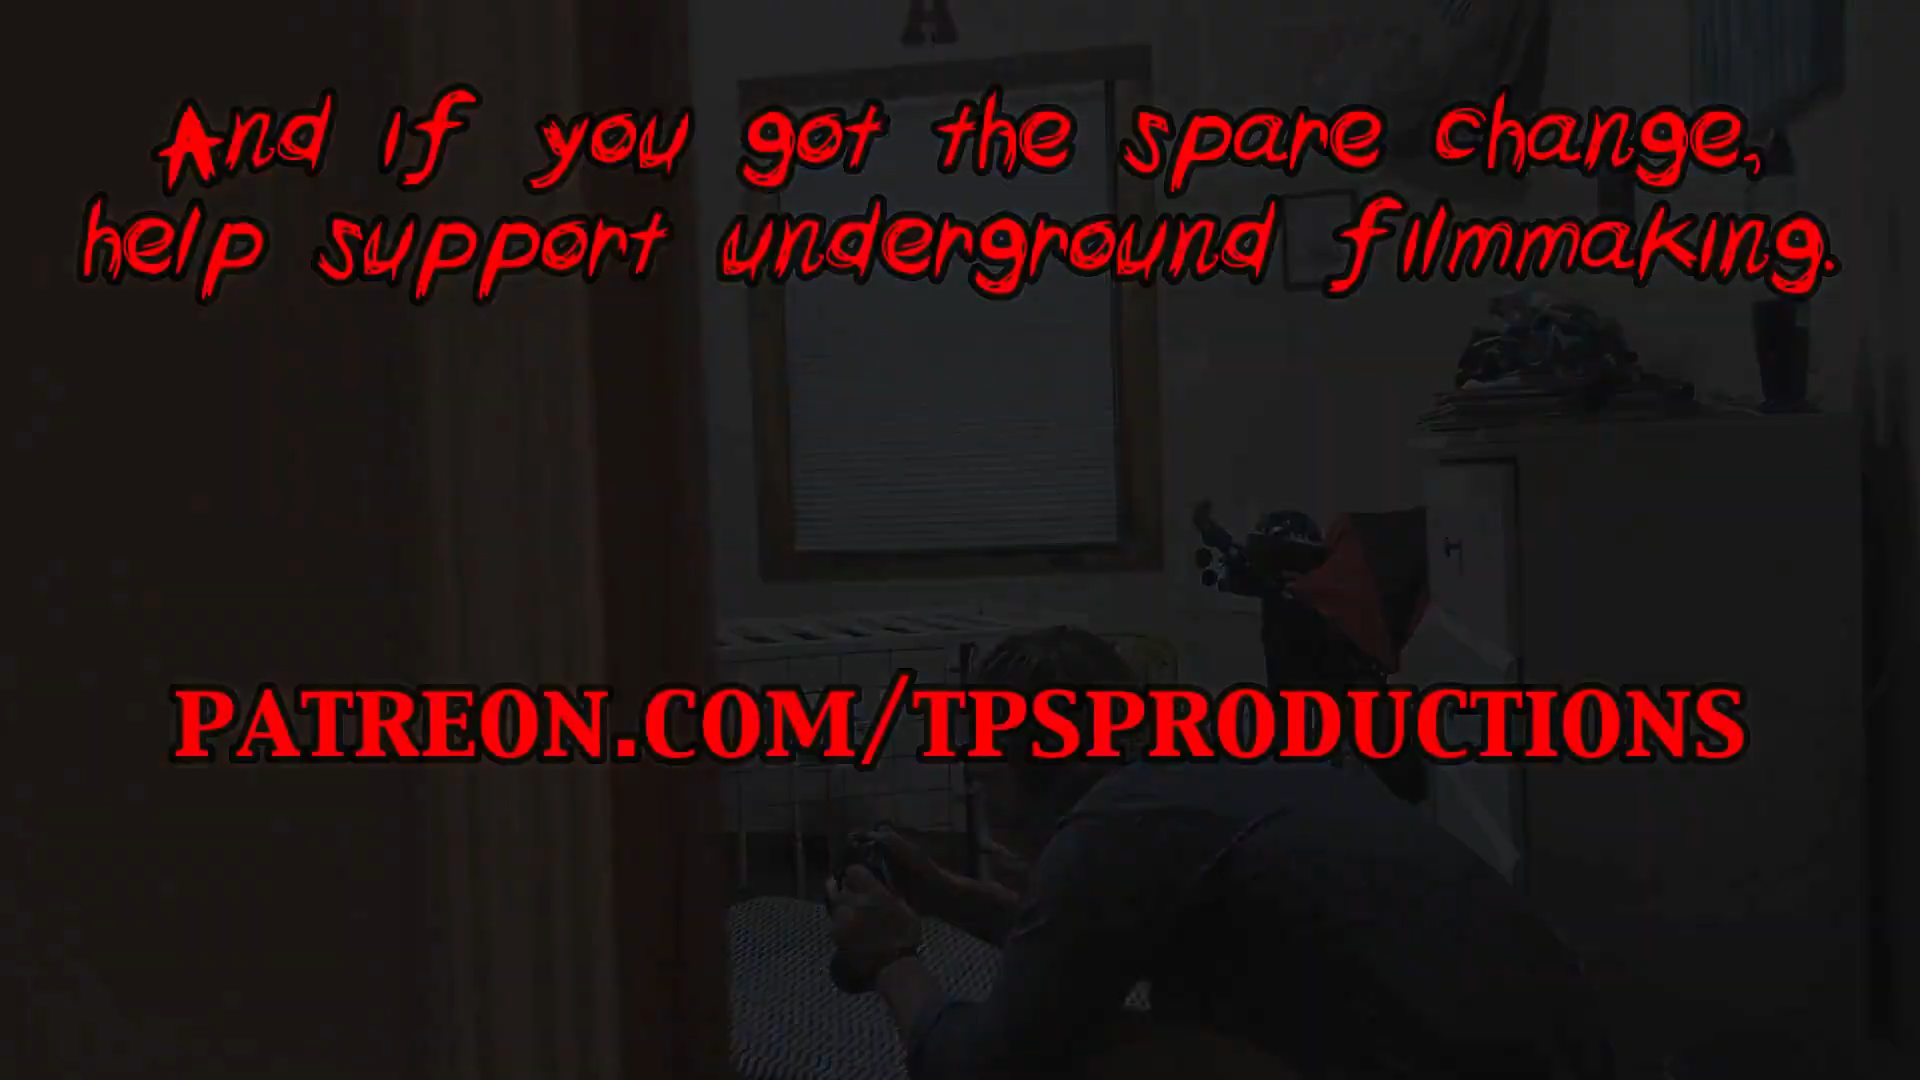 And if you got the spare change,
help support underground filmmaking.
PATREON.COM/TPSPRODUCTIONS